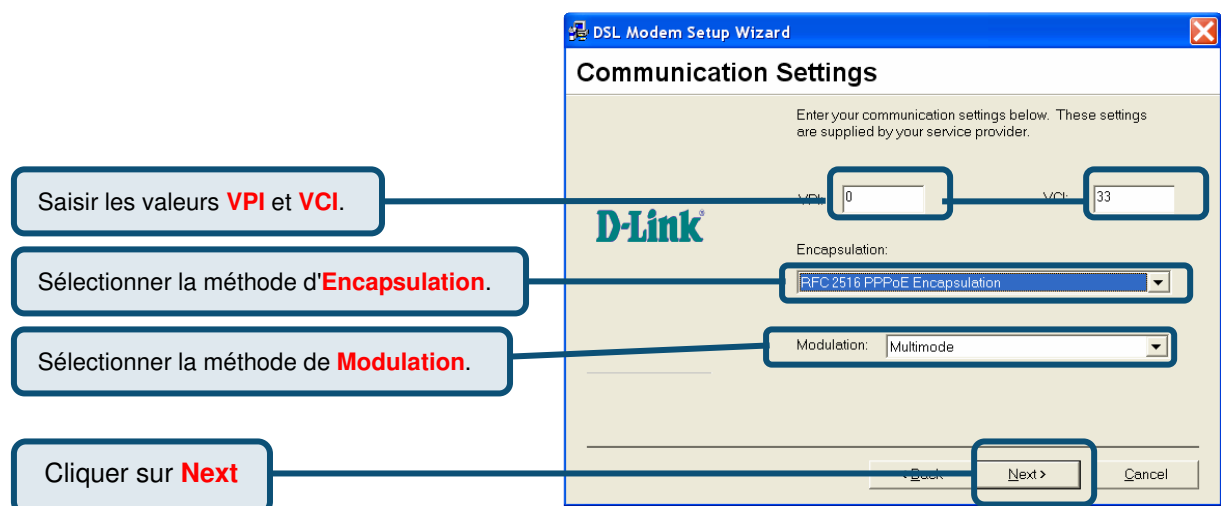 DSL Modem Setup Wizard
Communication Settings
Enter your communication settings below. These settings
are supplied by your service provider.
Saisir les valeurs VPI et VCI.
VPI: 0
VCI: 33
D-Link®
Encapsulation:
Sélectionner la méthode d'Encapsulation.
RFC 2516 PPPoE Encapsulation
Modulation: Multimode
Sélectionner la méthode de Modulation.
Cliquer sur Next
< Back
Next >
Cancel